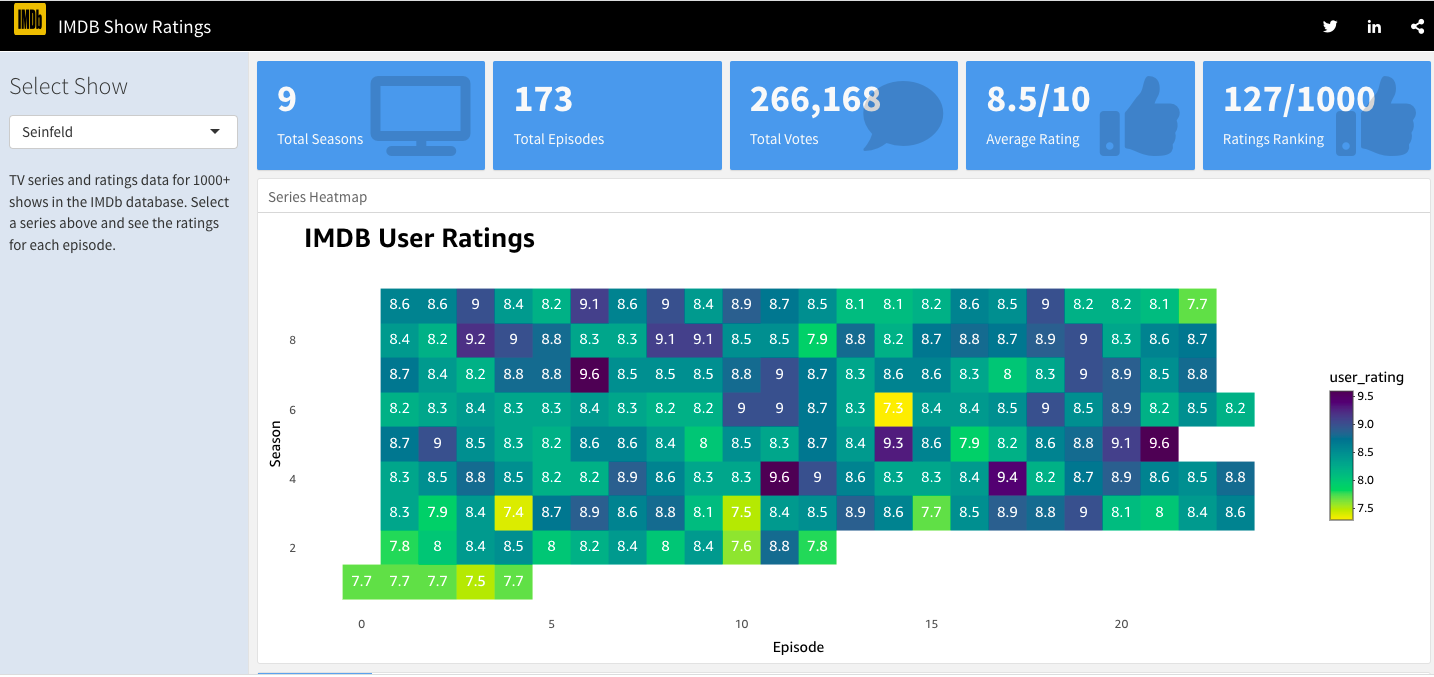 IMDb IMDB Show Ratings
Select Show
Seinfeld
TV series and ratings data for 1000+
shows in the IMDb database. Select
a series above and see the ratings
for each episode.
9
Total Seasons
173
Total Episodes
266,168
Total Votes
8.5/10
Average Rating
127/1000
Ratings Ranking
Series Heatmap
IMDB User Ratings
8.6 8.6 9 8.4 8.2 9.1 8.6 9 8.4 8.9 8.7 8.5 8.1 8.1 8.2 8.6 8.5 9 8.2 8.2 8.1 7.7
8 8.4 8.2 9.2 9 8.8 8.3 8.3 9.1 9.1 8.5 8.5 7.9 8.8 8.2 8.7 8.8 8.7 8.9 9 8.3 8.6 8.7
8.7 8.4 8.2 8.8 8.8 9.6 8.5 8.5 8.5 8.8 9 8.7 8.3 8.6 8.6 8.3 8 8.3 9 8.9 8.5 8.8
6 8.2 8.3 8.4 8.3 8.3 8.4 8.3 8.2 8.2 9 9 8.7 8.3 7.3 8.4 8.4 8.5 9 8.5 8.9 8.2 8.5 8.2
8.7 9 8.5 8.3 8.2 8.6 8.6 8.4 8 8.5 8.3 8.7 8.4 9.3 8.6 7.9 8.2 8.6 8.8 9.1 9.6
4 8.3 8.5 8.8 8.5 8.2 8.2 8.9 8.6 8.3 8.3 9.6 9 8.6 8.3 8.3 8.4 9.4 8.2 8.7 8.9 8.6 8.5 8.8
8.3 7.9 8.4 7.4 8.7 8.9 8.6 8.8 8.1 7.5 8.4 8.5 8.9 8.6 7.7 8.5 8.9 8.8 9 8.1 8 8.4 8.6
2 7.8 8 8.4 8.5 8 8.2 8.4 8 8.4 7.6 8.8 7.8
7.7 7.7 7.7 7.5 7.7
Season
0 5 10 15 20
Episode
user_rating
9.5
9.0
8.5
8.0
7.5